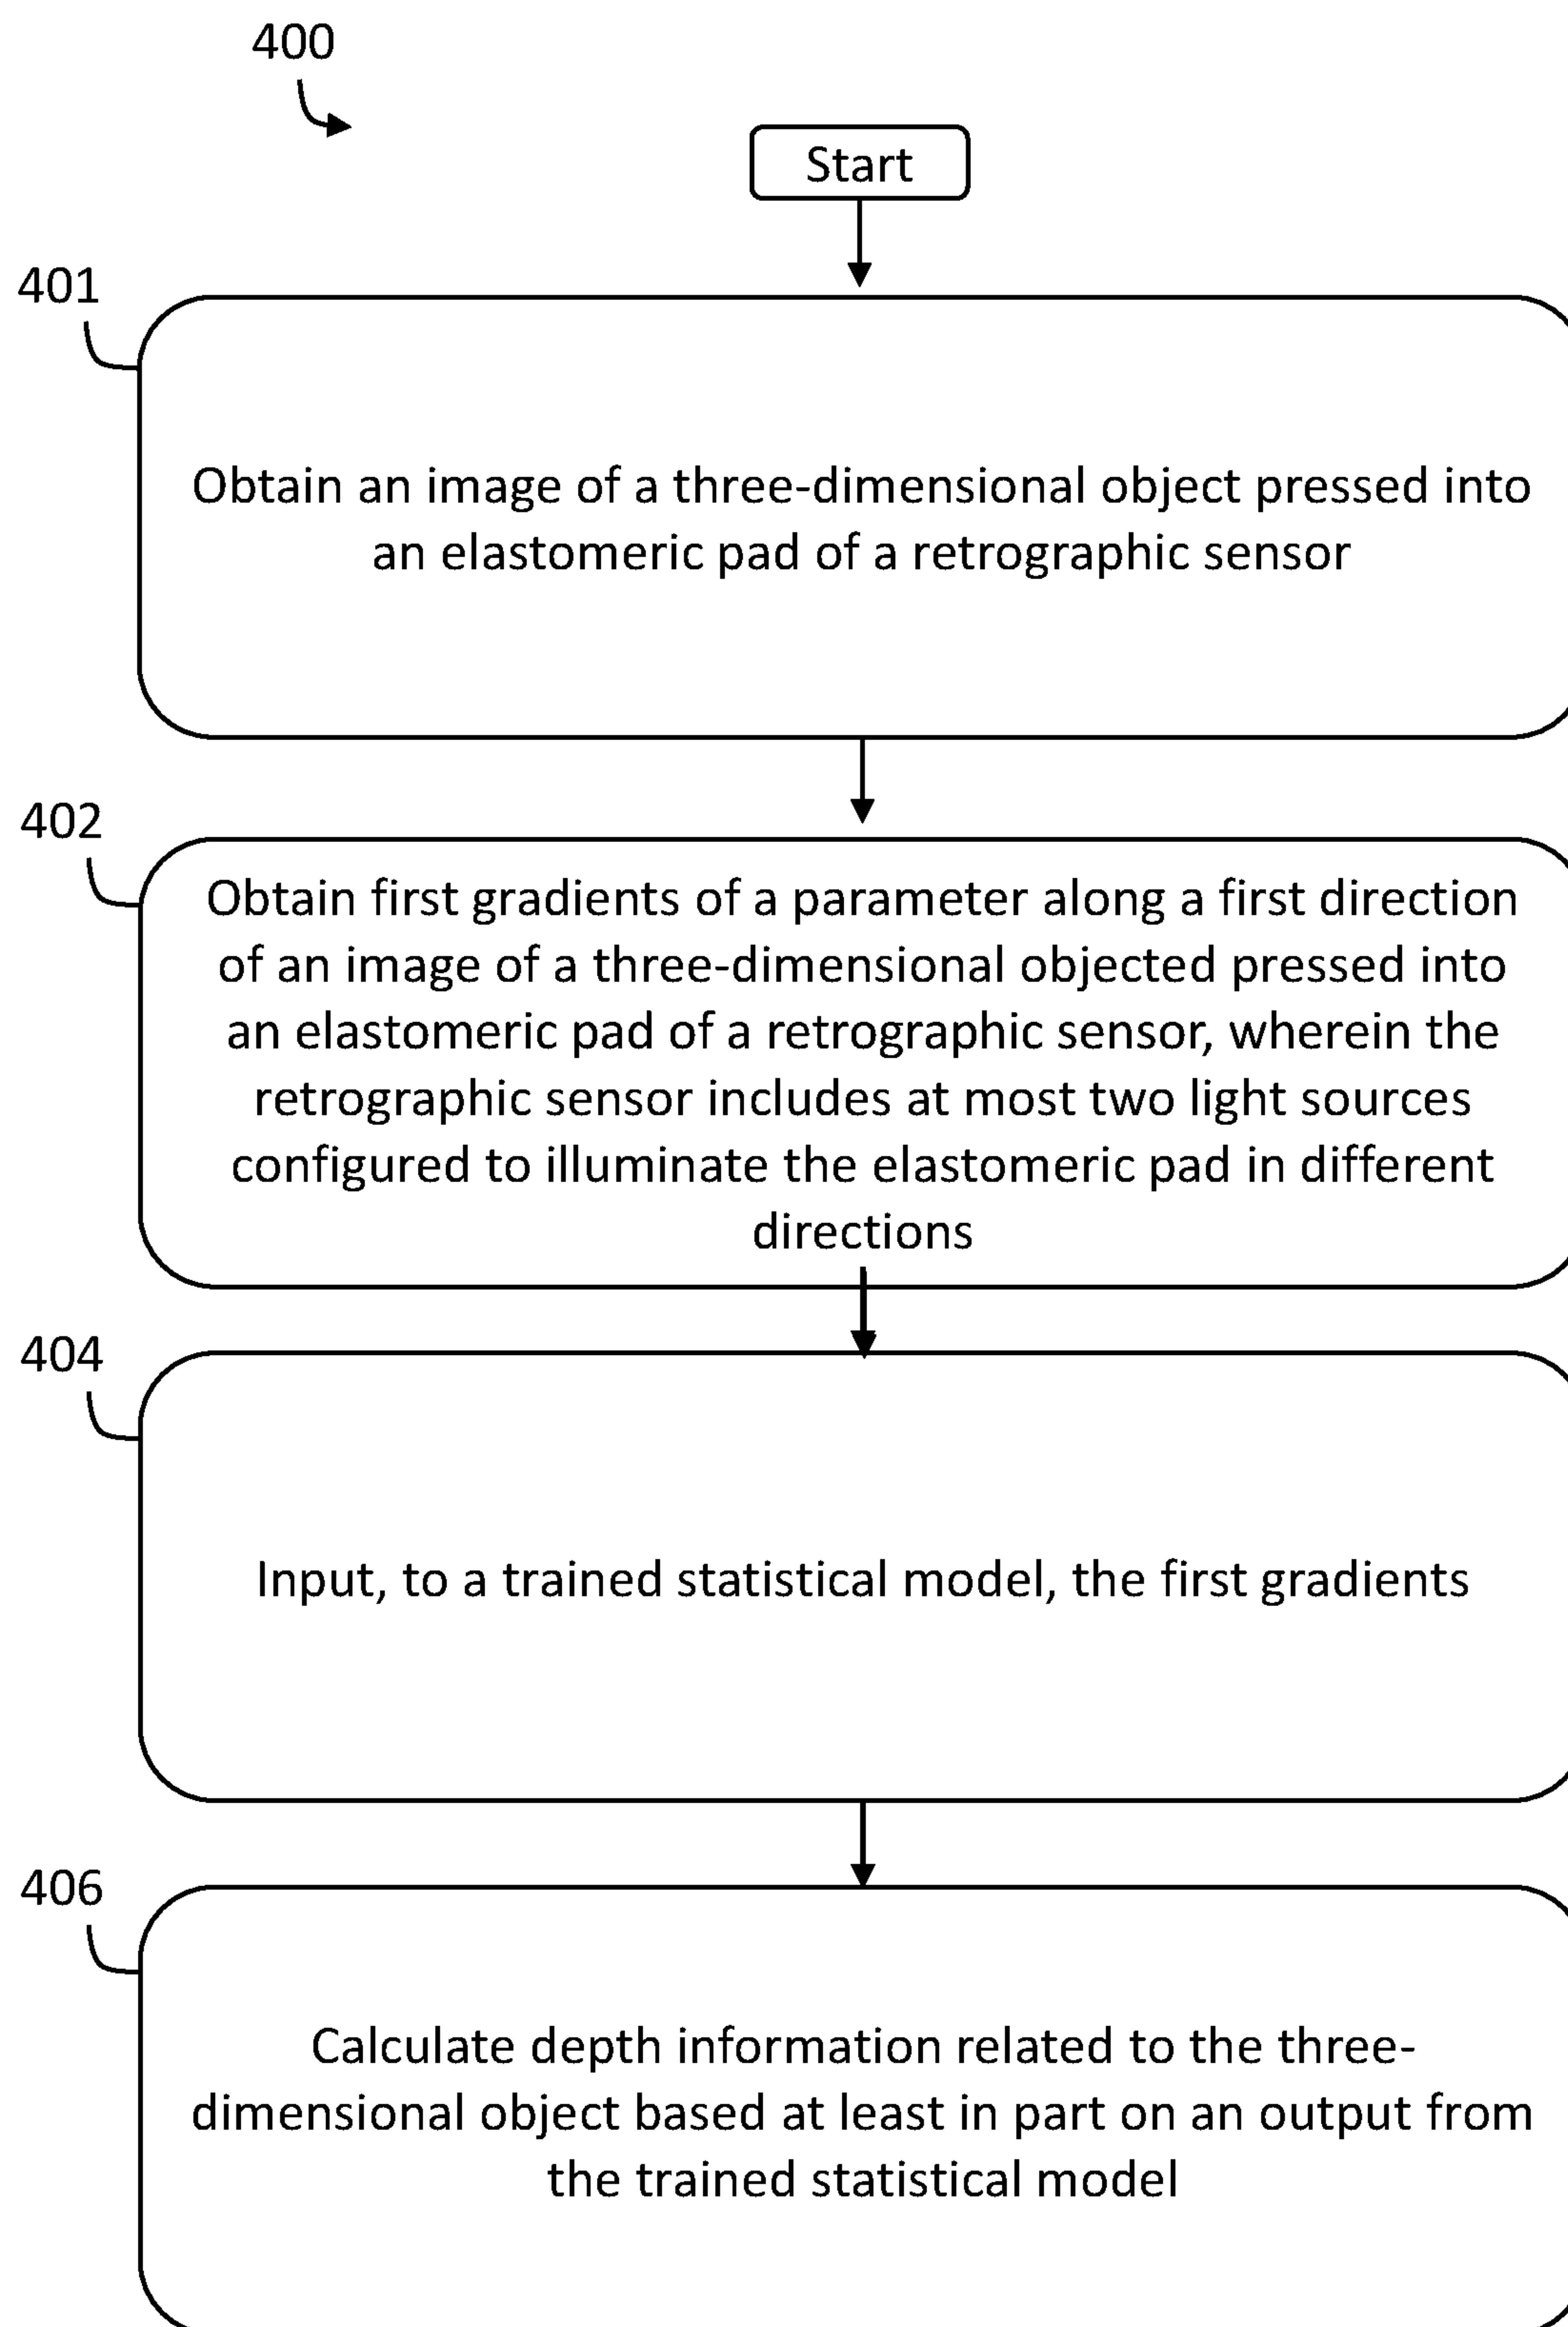 400
Start
401
Obtain an image of a three-dimensional object pressed into
an elastomeric pad of a retrographic sensor
402
Obtain first gradients of a parameter along a first direction
of an image of a three-dimensional objected pressed into
an elastomeric pad of a retrographic sensor, wherein the
retrographic sensor includes at most two light sources
configured to illuminate the elastomeric pad in different
directions
404
Input, to a trained statistical model, the first gradients
406
Calculate depth information related to the three-
dimensional object based at least in part on an output from
the trained statistical model